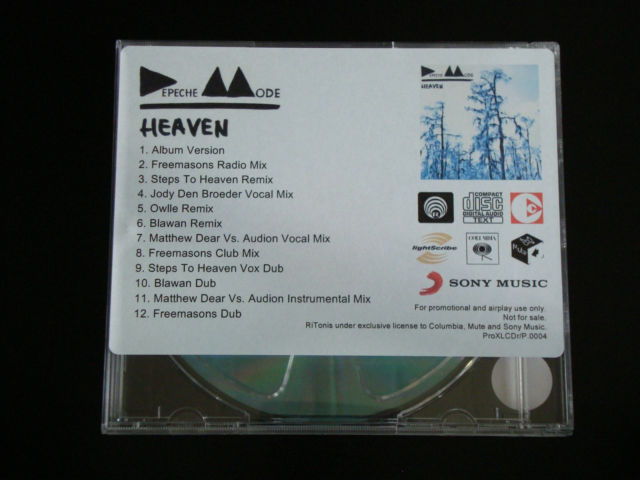 DEPECHE MODE
HEAVEN
1. Album Version
2. Freemasons Radio Mix
3. Steps To Heaven Remix
4. Jody Den Broeder Vocal Mix
5. Owlle Remix
6. Blawan Remix
7. Matthew Dear Vs. Audion Vocal Mix
8. Freemasons Club Mix
9. Steps To Heaven Vox Dub
10. Blawan Dub
11. Matthew Dear Vs. Audion Instrumental Mix
12. Freemasons Dub
DEPECHE MODE
HEAVEN
COMPACT
disc
DIGITAL AUDIO
TEXT
lightScribe
COLUMBIA
SONY MUSIC
For promotional and airplay use only.
Not for sale.
RiTonis under exclusive license to Columbia, Mute and Sony Music.
ProXLCDr/P.0004